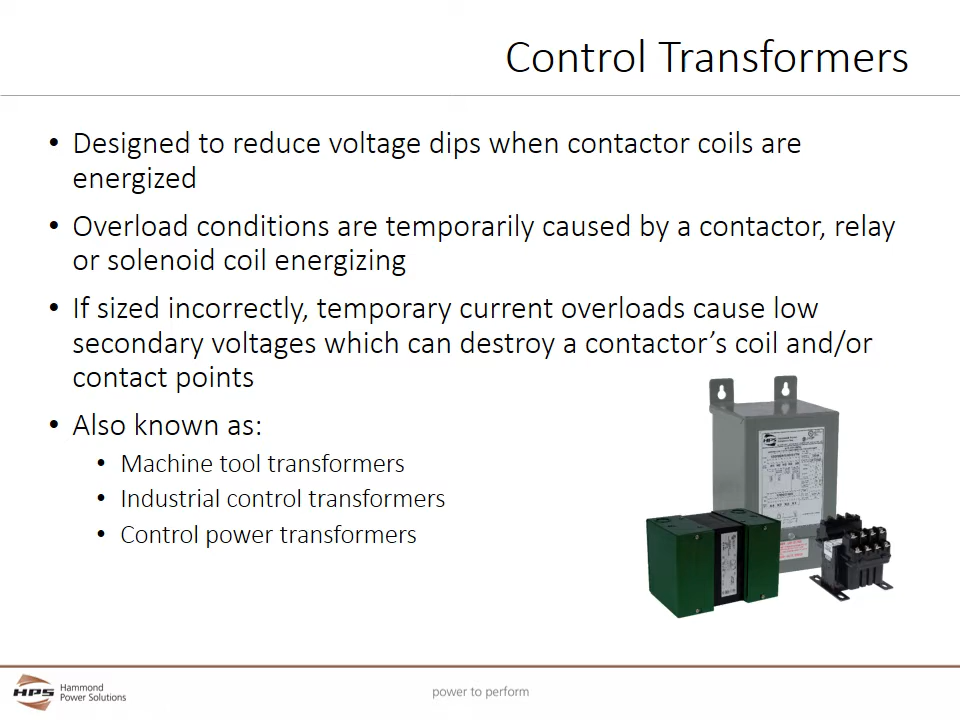 Control Transformers
• Designed to reduce voltage dips when contactor coils are
energized
• Overload conditions are temporarily caused by a contactor, relay
or solenoid coil energizing
• If sized incorrectly, temporary current overloads cause low
secondary voltages which can destroy a contactor’s coil and/or
contact points
• Also known as:
• Machine tool transformers
• Industrial control transformers
• Control power transformers
HPS
HPS
Hammond
Power Solutions
power to perform